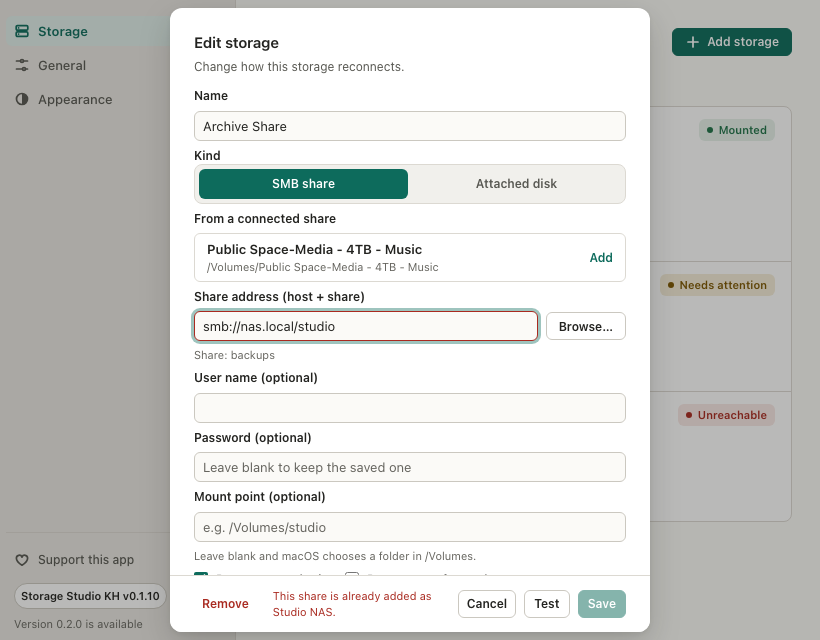 Storage
General
Appearance
Support this app
Storage Studio KH v0.1.10
Version 0.2.0 is available
Add storage
Mounted
Needs attention
Unreachable
Edit storage
Change how this storage reconnects.
Name
Archive Share
Kind
SMB share
Attached disk
From a connected share
Public Space-Media - 4TB - Music
/Volumes/Public Space-Media - 4TB - Music
Add
Share address (host + share)
smb://nas.local/studio
Browse...
Share: backups
User name (optional)
Password (optional)
Leave blank to keep the saved one
Mount point (optional)
e.g. /Volumes/studio
Leave blank and macOS chooses a folder in /Volumes.
Remove
This share is already added as
Studio NAS.
Cancel
Test
Save